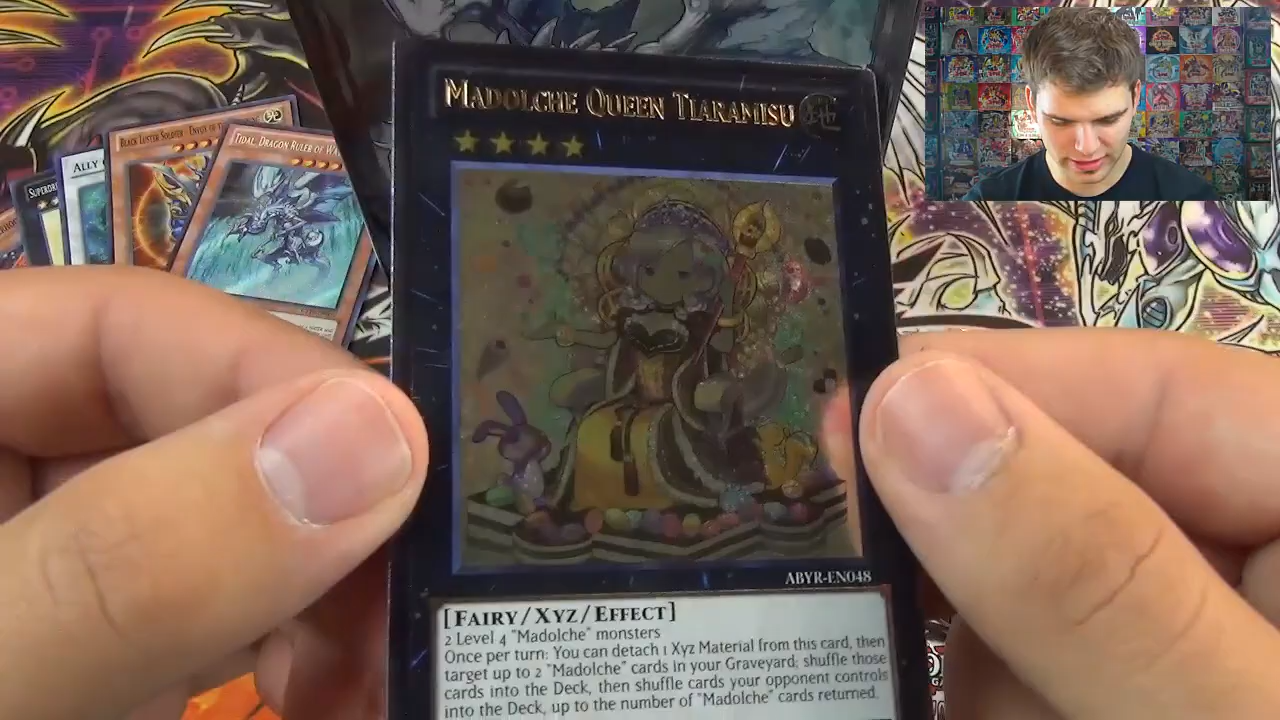 MADOLCHE QUEEN TIARAMISU
ABYR-EN048
[FAIRY/XYZ/EFFECT]
2 Level 4 "Madolche" monsters
Once per turn: You can detach 1 Xyz Material from this card, then
target up to 2 "Madolche" cards in your Graveyard; shuffle those
cards into the Deck, then shuffle cards your opponent controls
into the Deck, up to the number of "Madolche" cards returned.
BLACK LUSTER SOLDIER - ENVOY OF
TIDAL, DRAGON RULER OF W
ALLY
SUPERDR